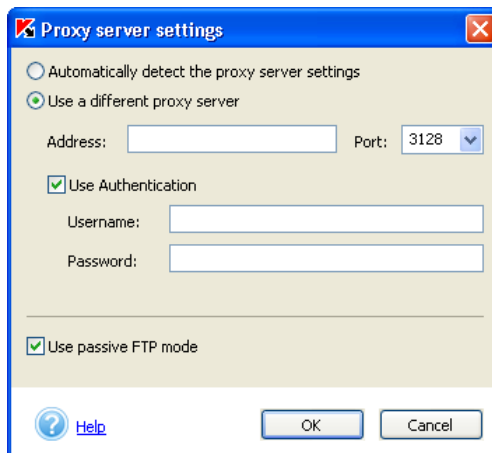 Proxy server settings
Automatically detect the proxy server settings
Use a different proxy server
Address: Port: 3128
Use Authentication
Username:
Password:
Use passive FTP mode
Help OK Cancel